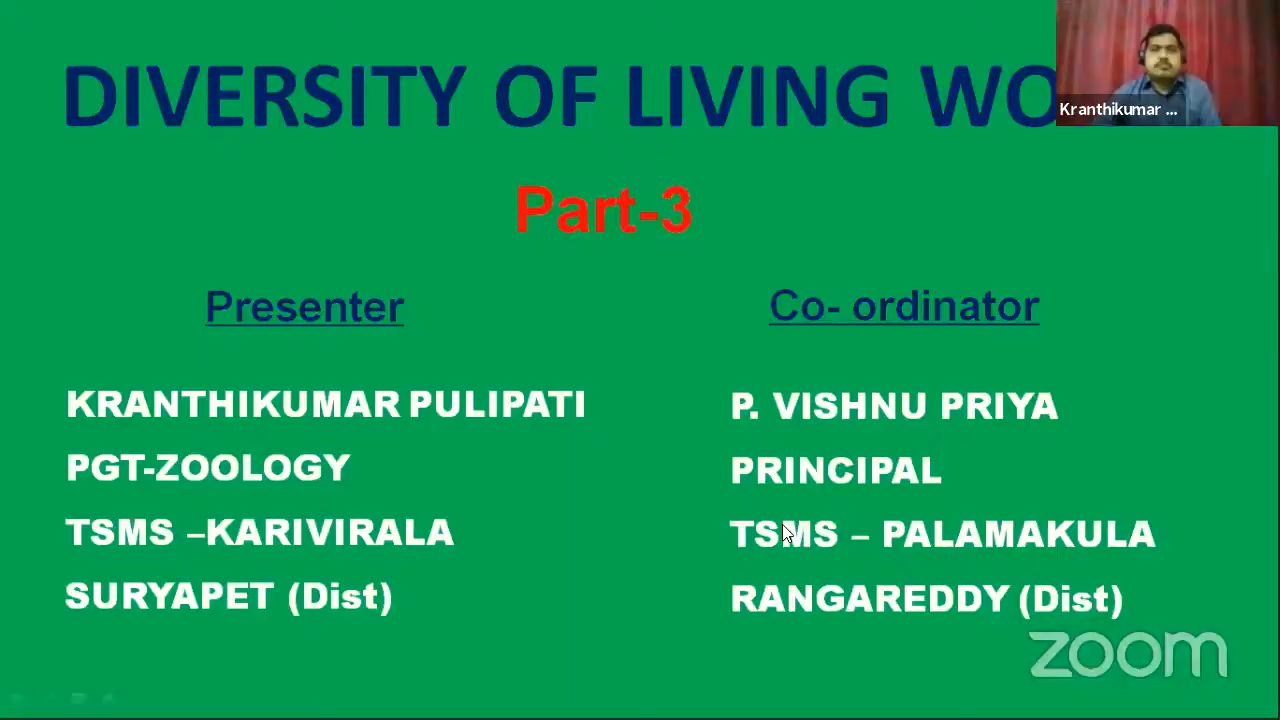 DIVERSITY OF LIVING WO
Kranthikumar ...
Part-3
Presenter
KRANTHIKUMAR PULIPATI
PGT-ZOOLOGY
TSMS –KARIVIRALA
SURYAPET (Dist)
Co- ordinator
P. VISHNU PRIYA
PRINCIPAL
TSMS – PALAMAKULA
RANGAREDDY (Dist)
zoom